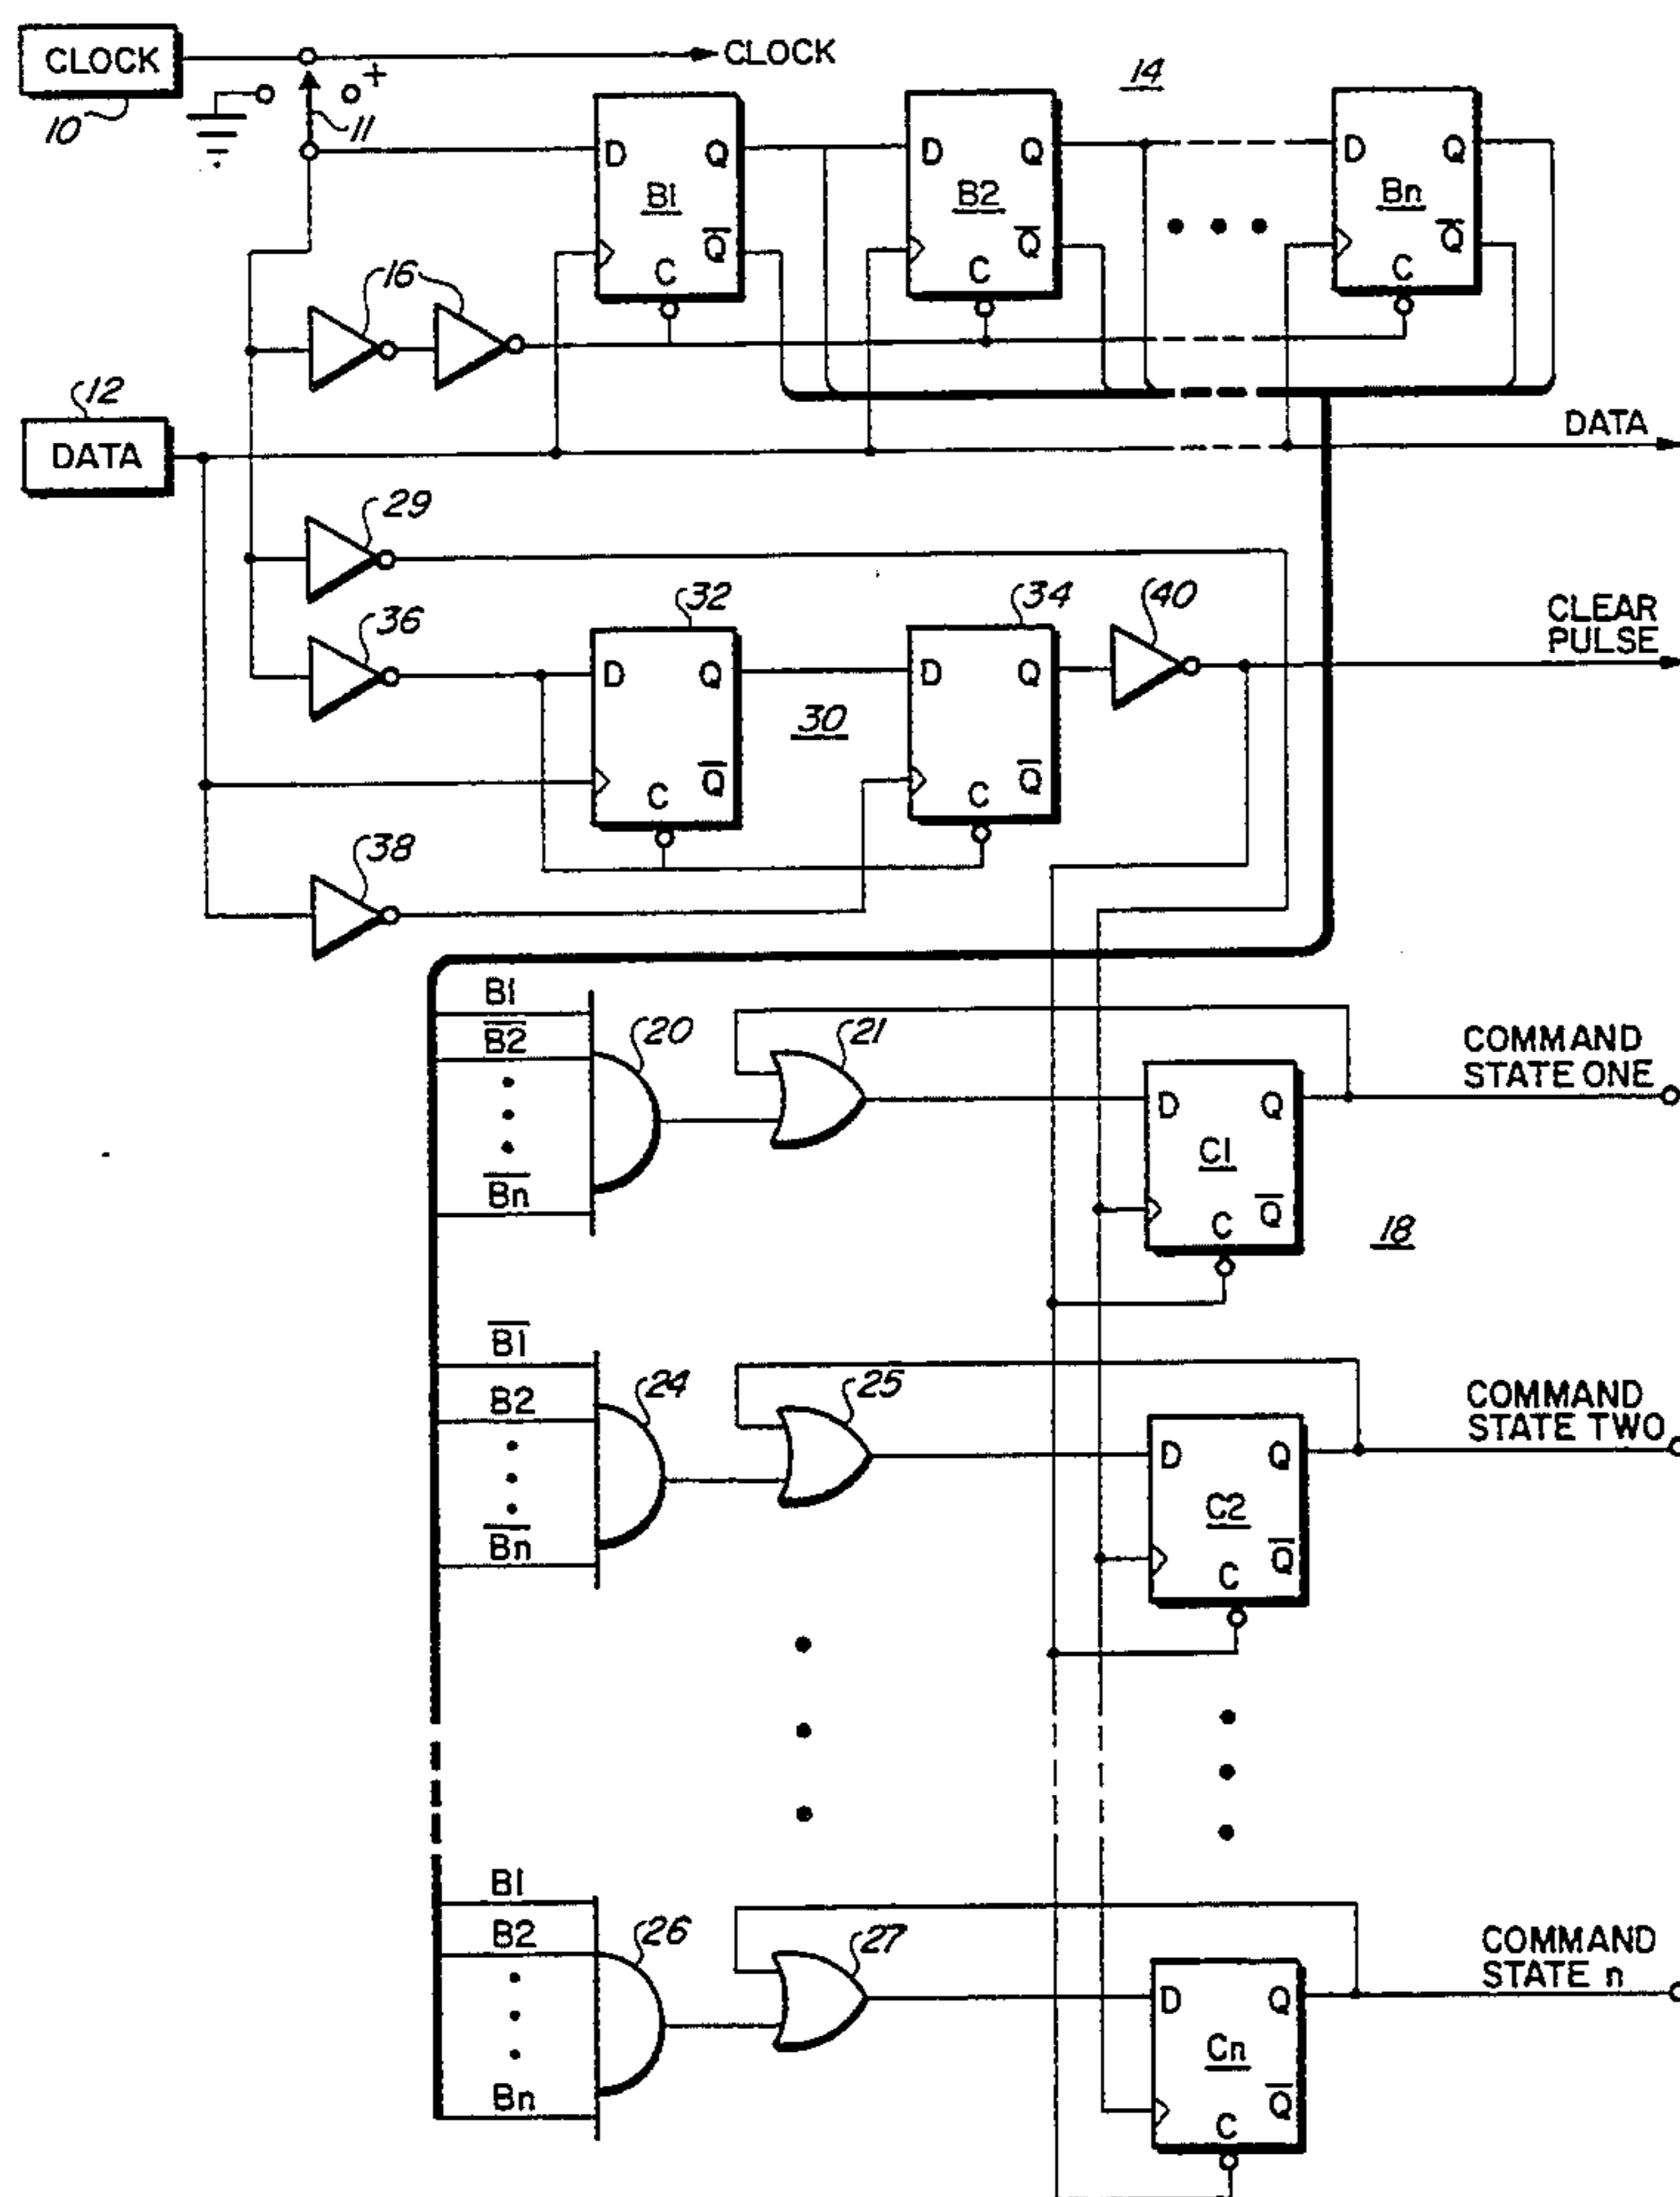 CLOCK
CLOCK
10
11
+
14
D Q
B1
Q̅
C
D Q
B2
Q̅
C
D Q
Bn
Q̅
C
16
12
DATA
DATA
29
36
32
34
40
CLEAR
PULSE
D Q
Q̅
C
30
D Q
Q̅
C
38
B1
B̅2̅
B̅n̅
20
21
D Q
C1
Q̅
C
COMMAND
STATE ONE
18
B̅1̅
B2
B̅n̅
24
25
D Q
C2
Q̅
C
COMMAND
STATE TWO
B1
B2
Bn
26
27
D Q
Cn
Q̅
C
COMMAND
STATE n